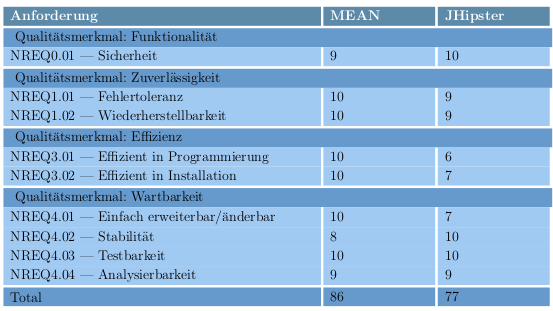 Anforderung MEAN JHipster
Qualitätsmerkmal: Funktionalität
NREQ0.01 — Sicherheit 9 10
Qualitätsmerkmal: Zuverlässigkeit
NREQ1.01 — Fehlertoleranz 10 9
NREQ1.02 — Wiederherstellbarkeit 10 9
Qualitätsmerkmal: Effizienz
NREQ3.01 — Effizient in Programmierung 10 6
NREQ3.02 — Effizient in Installation 10 7
Qualitätsmerkmal: Wartbarkeit
NREQ4.01 — Einfach erweiterbar/änderbar 10 7
NREQ4.02 — Stabilität 8 10
NREQ4.03 — Testbarkeit 10 10
NREQ4.04 — Analysierbarkeit 9 9
Total 86 77